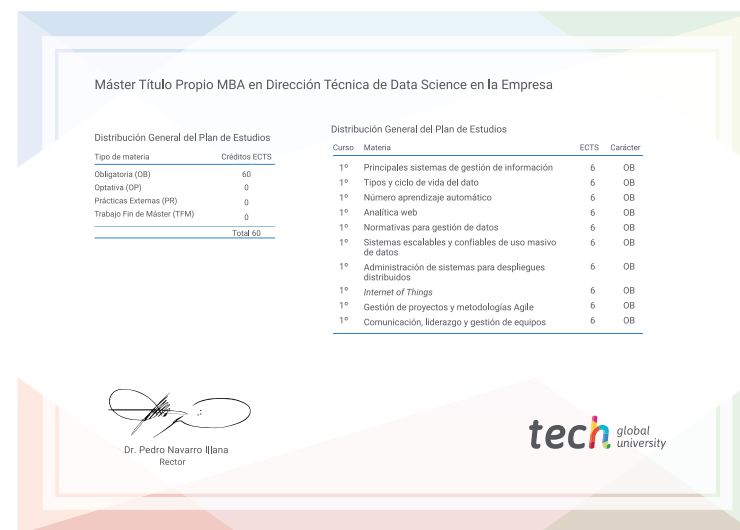 Máster Título Propio MBA en Dirección Técnica de Data Science en la Empresa
Distribución General del Plan de Estudios
Tipo de materia Créditos ECTS
Obligatoria (OB) 60
Optativa (OP) 0
Prácticas Externas (PR) 0
Trabajo Fin de Máster (TFM) 0
Total 60
Distribución General del Plan de Estudios
Curso Materia ECTS Carácter
1º Principales sistemas de gestión de información 6 OB
1º Tipos y ciclo de vida del dato 6 OB
1º Número aprendizaje automático 6 OB
1º Analítica web 6 OB
1º Normativas para gestión de datos 6 OB
1º Sistemas escalables y confiables de uso masivo 6 OB
de datos
1º Administración de sistemas para despliegues 6 OB
distribuidos
1º Internet of Things 6 OB
1º Gestión de proyectos y metodologías Agile 6 OB
1º Comunicación, liderazgo y gestión de equipos 6 OB
Dr. Pedro Navarro Illana
Rector
tech global
university